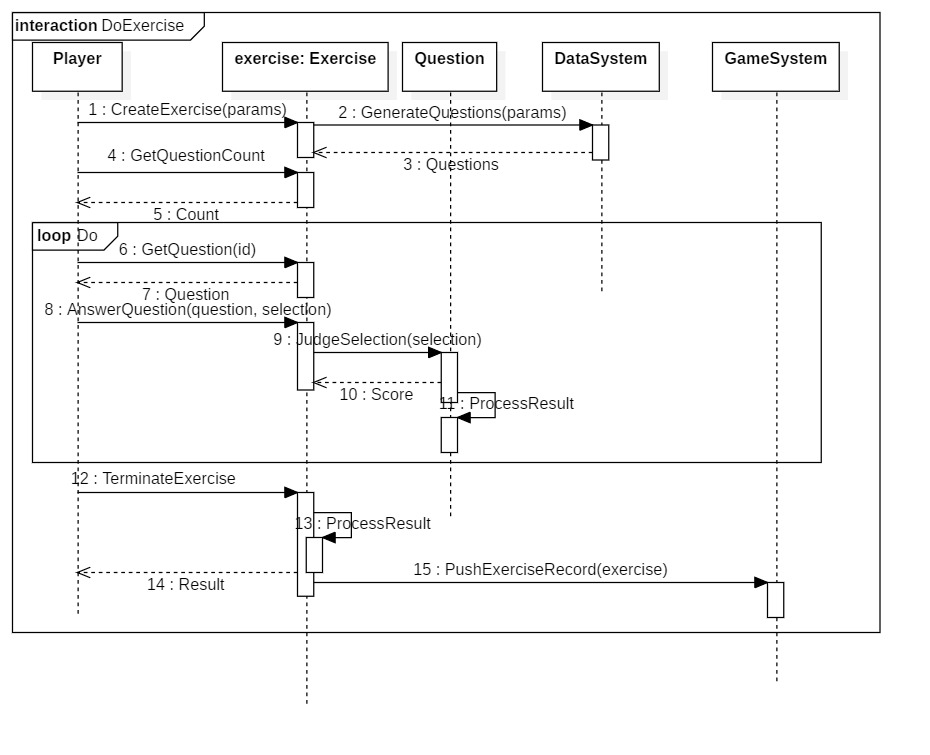 interaction DoExercise
Player
exercise: Exercise
Question
DataSystem
GameSystem
1 : CreateExercise(params)
2 : GenerateQuestions(params)
3 : Questions
4 : GetQuestionCount
5 : Count
loop Do
6 : GetQuestion(id)
7 : Question
8 : AnswerQuestion(question, selection)
9 : JudgeSelection(selection)
10 : Score
11 : ProcessResult
12 : TerminateExercise
13 : ProcessResult
15 : PushExerciseRecord(exercise)
14 : Result